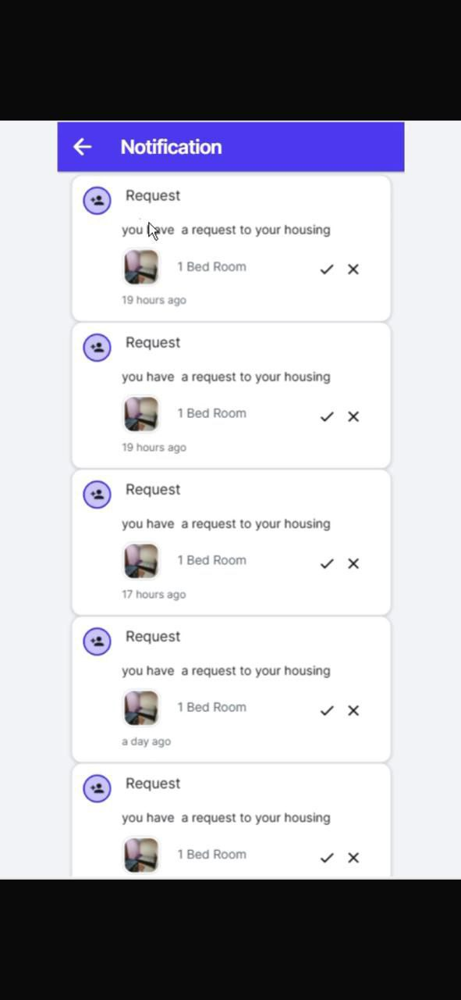 Notification
Request
you have a request to your housing
1 Bed Room
19 hours ago
Request
you have a request to your housing
1 Bed Room
19 hours ago
Request
you have a request to your housing
1 Bed Room
17 hours ago
Request
you have a request to your housing
1 Bed Room
a day ago
Request
you have a request to your housing
1 Bed Room